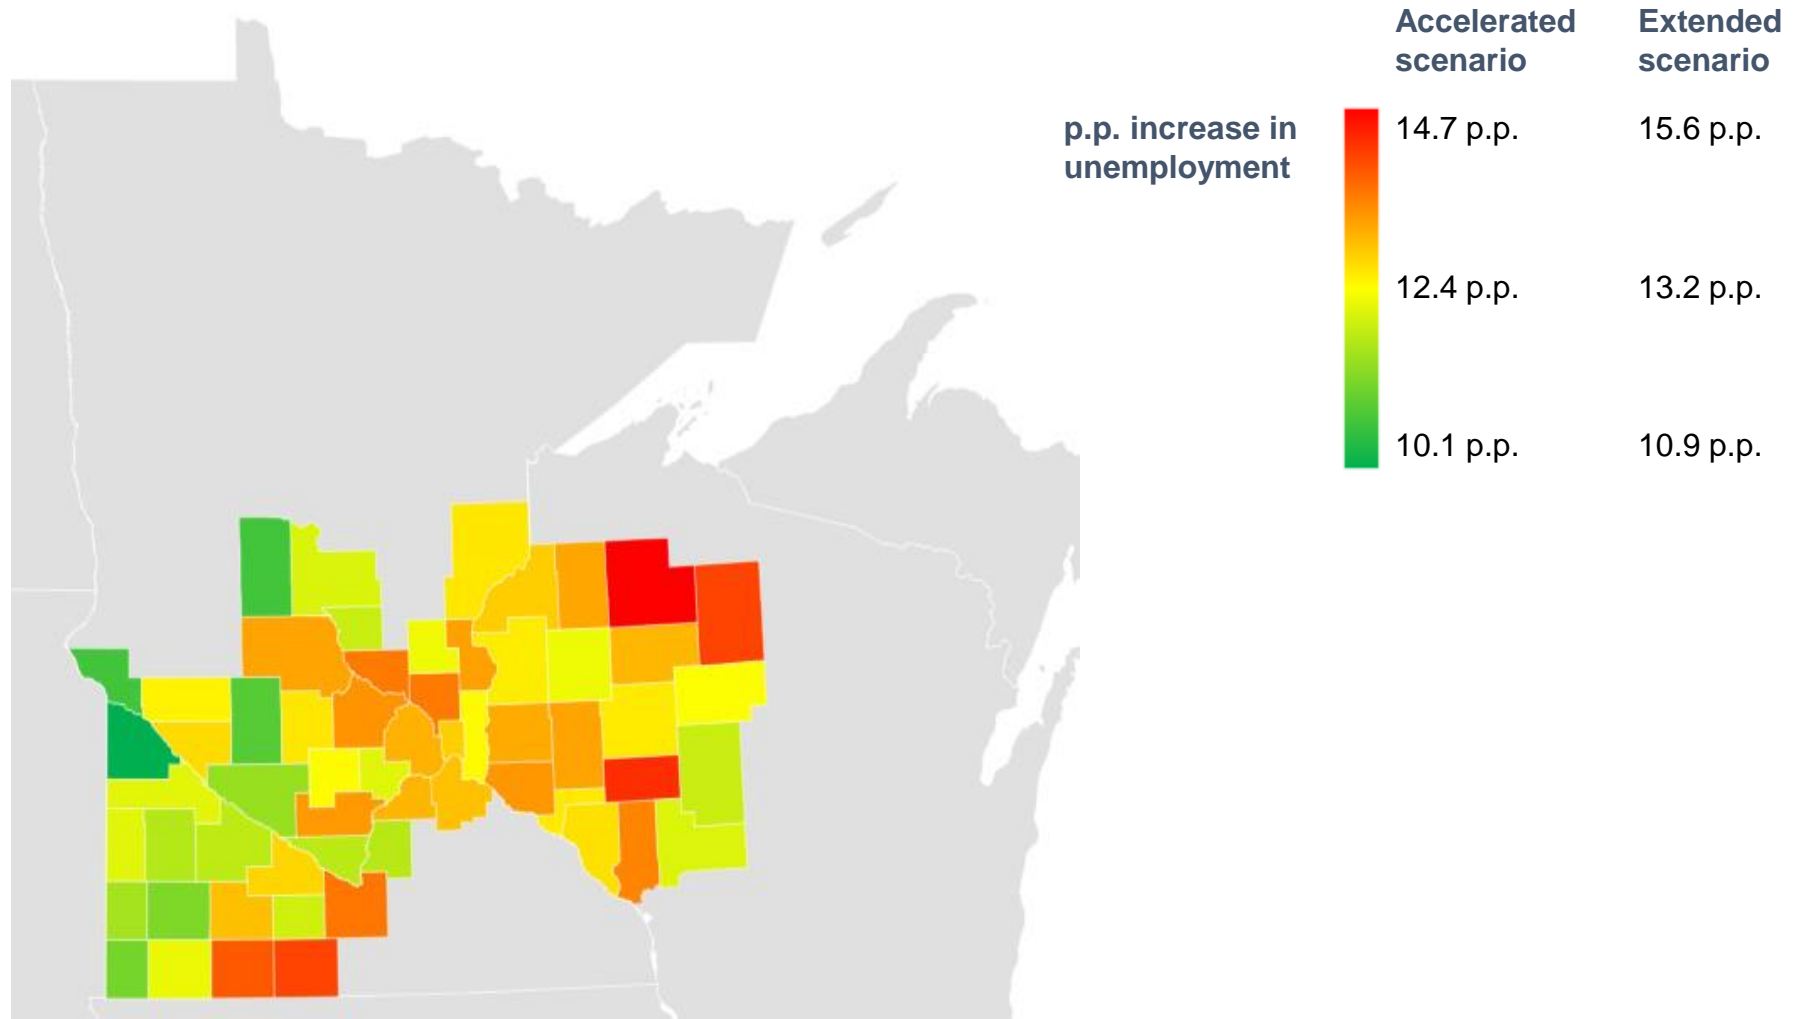 Accelerated scenario
Extended scenario
p.p. increase in
unemployment
14.7 p.p.
15.6 p.p.
12.4 p.p.
13.2 p.p.
10.1 p.p.
10.9 p.p.